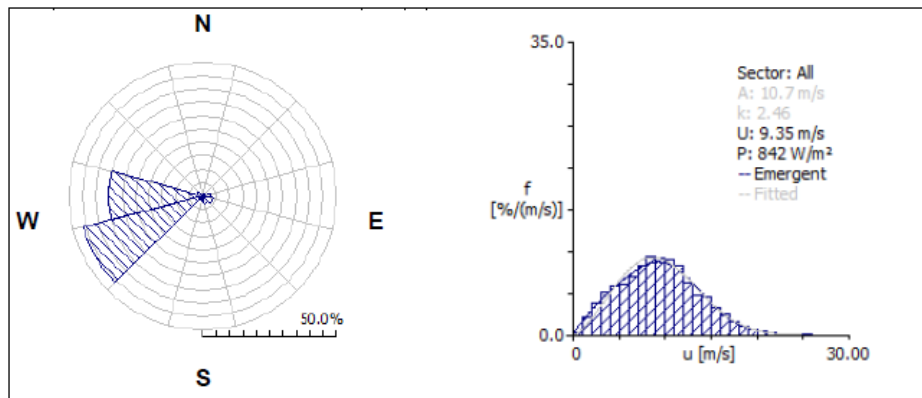 N
W
E
S
50.0%
35.0
f
[%/(m/s)]
0.0
0
u [m/s]
30.00
Sector: All
A: 10.7 m/s
k: 2.46
U: 9.35 m/s
P: 842 W/m²
-- Emergent
-- Fitted